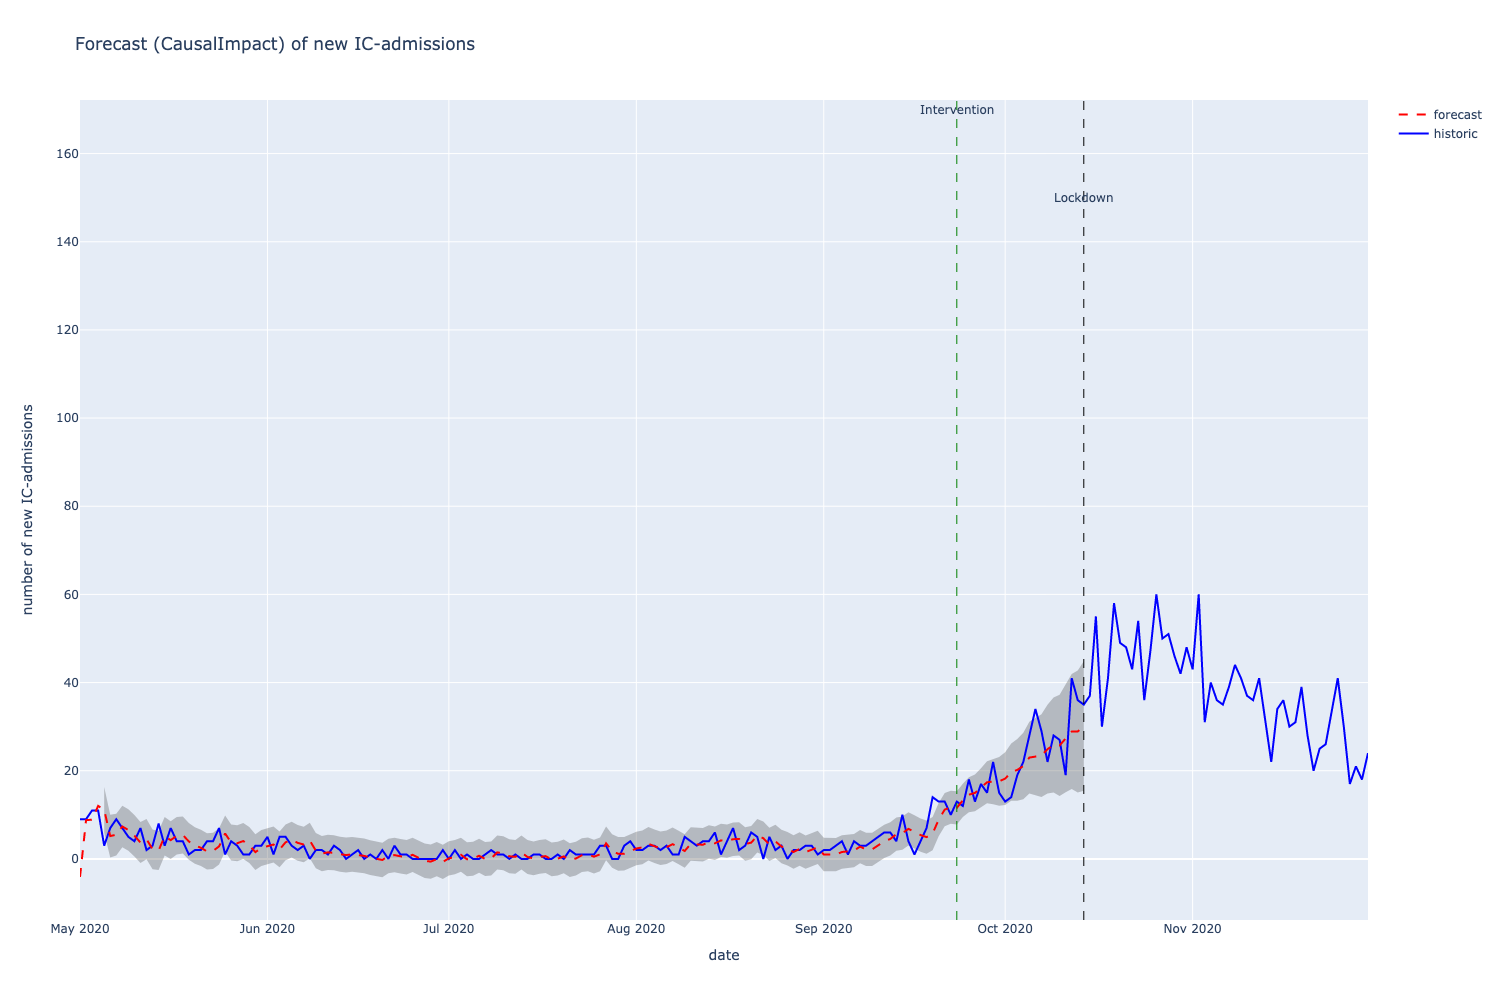 Forecast (CausalImpact) of new IC-admissions
Intervention
Lockdown
forecast
historic
number of new IC-admissions
160
140
120
100
80
60
40
20
0
May 2020
Jun 2020
Jul 2020
Aug 2020
Sep 2020
Oct 2020
Nov 2020
date